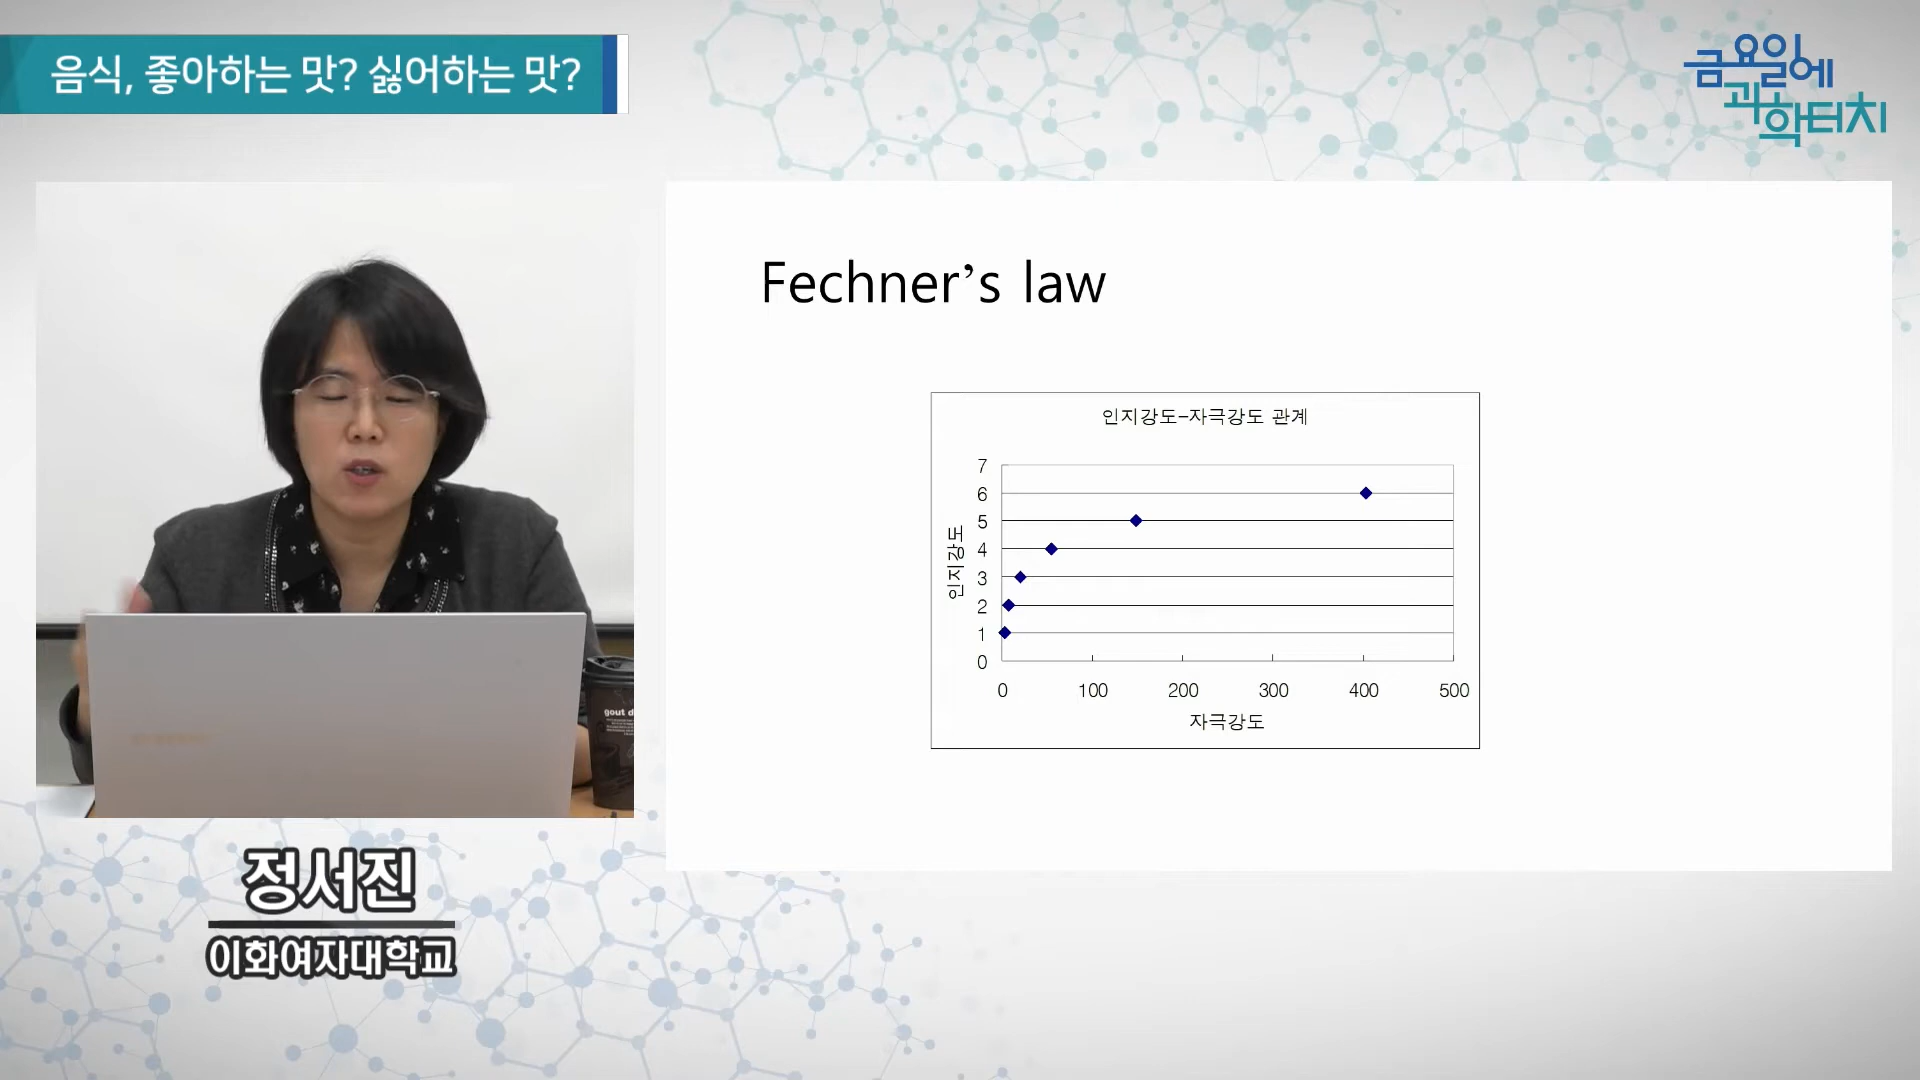 음식, 좋아하는 맛? 싫어하는 맛?
금요일에
과학터치
Fechner’s law
인지강도-자극강도 관계
인지강도
7
6
5
4
3
2
1
0
0 100 200 300 400 500
자극강도
gout d
정서진
이화여자대학교